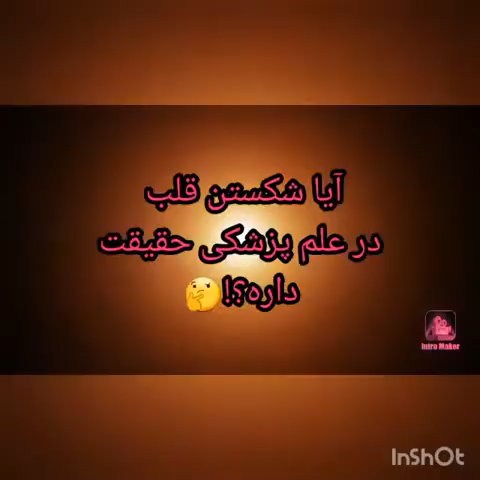 آیا شکستن قلب
در علم پزشکی حقیقت
داره؟!🤔
Intro Maker
InShOt